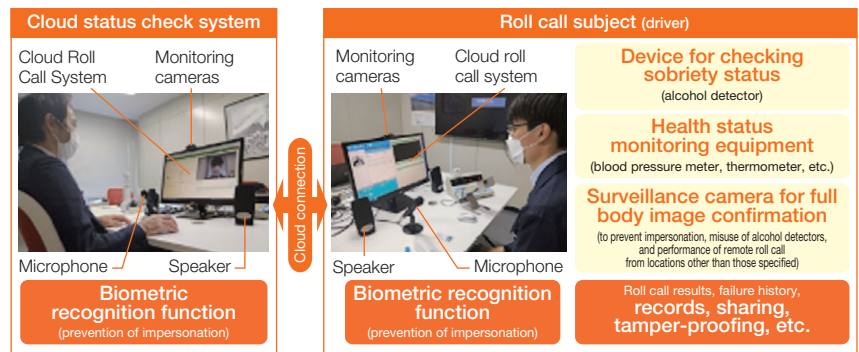 Cloud status check system
Cloud Roll
Call System
Monitoring
cameras
Microphone
Speaker
Biometric
recognition function
(prevention of impersonation)
Cloud connection
Roll call subject (driver)
Monitoring
cameras
Cloud roll
call system
Speaker
Microphone
Biometric recognition
function
(prevention of impersonation)
Device for checking
sobriety status
(alcohol detector)
Health status
monitoring equipment
(blood pressure meter, thermometer, etc.)
Surveillance camera for full
body image confirmation
(to prevent impersonation, misuse of alcohol detectors,
and performance of remote roll call
from locations other than those specified)
Roll call results, failure history,
records, sharing,
tamper-proofing, etc.